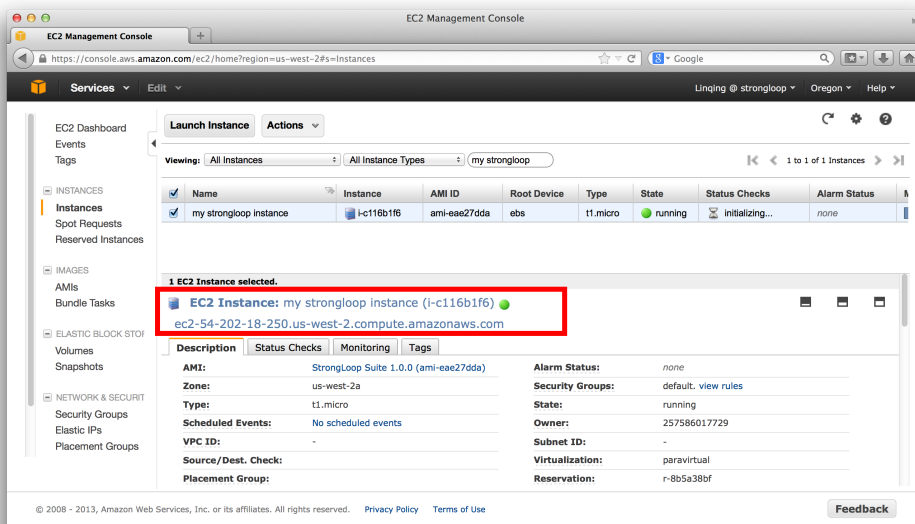 EC2 Management Console
EC2 Management Console
https://console.aws.amazon.com/ec2/home?region=us-west-2#s=Instances
Google
Services Edit Linqing @ strongloop Oregon Help
EC2 Dashboard
Events
Tags
INSTANCES
Instances
Spot Requests
Reserved Instances
IMAGES
AMIs
Bundle Tasks
ELASTIC BLOCK STOR
Volumes
Snapshots
NETWORK & SECURIT
Security Groups
Elastic IPs
Placement Groups
Launch Instance Actions
Viewing: All Instances All Instance Types my strongloop 1 to 1 of 1 Instances
Name Instance AMI ID Root Device Type State Status Checks Alarm Status
my strongloop instance i-c116b1f6 ami-eae27dda ebs t1.micro running initializing... none
1 EC2 Instance selected.
EC2 Instance: my strongloop instance (i-c116b1f6)
ec2-54-202-18-250.us-west-2.compute.amazonaws.com
Description Status Checks Monitoring Tags
AMI: StrongLoop Suite 1.0.0 (ami-eae27dda) Alarm Status: none
Zone: us-west-2a Security Groups: default. view rules
Type: t1.micro State: running
Scheduled Events: No scheduled events Owner: 257586017729
VPC ID: - Subnet ID: -
Source/Dest. Check: Virtualization: paravirtual
Placement Group: Reservation: r-8b5a38bf
© 2008 - 2013, Amazon Web Services, Inc. or its affiliates. All rights reserved. Privacy Policy Terms of Use Feedback